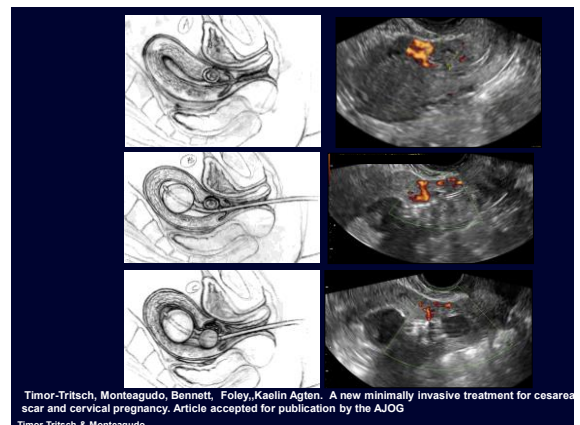 A
B
C
Timor-Tritsch, Monteagudo, Bennett, Foley,,Kaelin Agten. A new minimally invasive treatment for cesarea
scar and cervical pregnancy. Article accepted for publication by the AJOG
Timor-Tritsch & Monteagudo